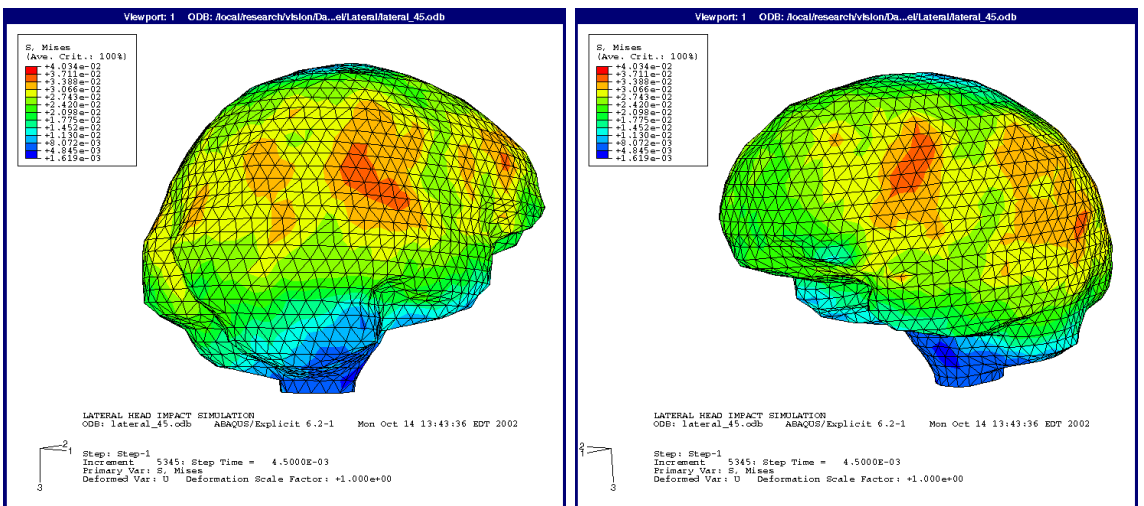 Viewport: 1 ODB: /local/research/vision/Da...el/Lateral/lateral_45.odb
S, Mises
(Ave. Crit.: 100%)
+4.034e-02
+3.711e-02
+3.388e-02
+3.066e-02
+2.743e-02
+2.420e-02
+2.098e-02
+1.775e-02
+1.452e-02
+1.130e-02
+8.072e-03
+4.845e-03
+1.619e-03
LATERAL HEAD IMPACT SIMULATION
ODB: lateral_45.odb ABAQUS/Explicit 6.2-1 Mon Oct 14 13:43:36 EDT 2002
2
1
3
Step: Step-1
Increment 5345: Step Time = 4.5000E-03
Primary Var: S, Mises
Deformed Var: U Deformation Scale Factor: +1.000e+00
Viewport: 1 ODB: /local/research/vision/Da...el/Lateral/lateral_45.odb
S, Mises
(Ave. Crit.: 100%)
+4.034e-02
+3.711e-02
+3.388e-02
+3.066e-02
+2.743e-02
+2.420e-02
+2.098e-02
+1.775e-02
+1.452e-02
+1.130e-02
+8.072e-03
+4.845e-03
+1.619e-03
LATERAL HEAD IMPACT SIMULATION
ODB: lateral_45.odb ABAQUS/Explicit 6.2-1 Mon Oct 14 13:43:36 EDT 2002
2
1
3
Step: Step-1
Increment 5345: Step Time = 4.5000E-03
Primary Var: S, Mises
Deformed Var: U Deformation Scale Factor: +1.000e+00